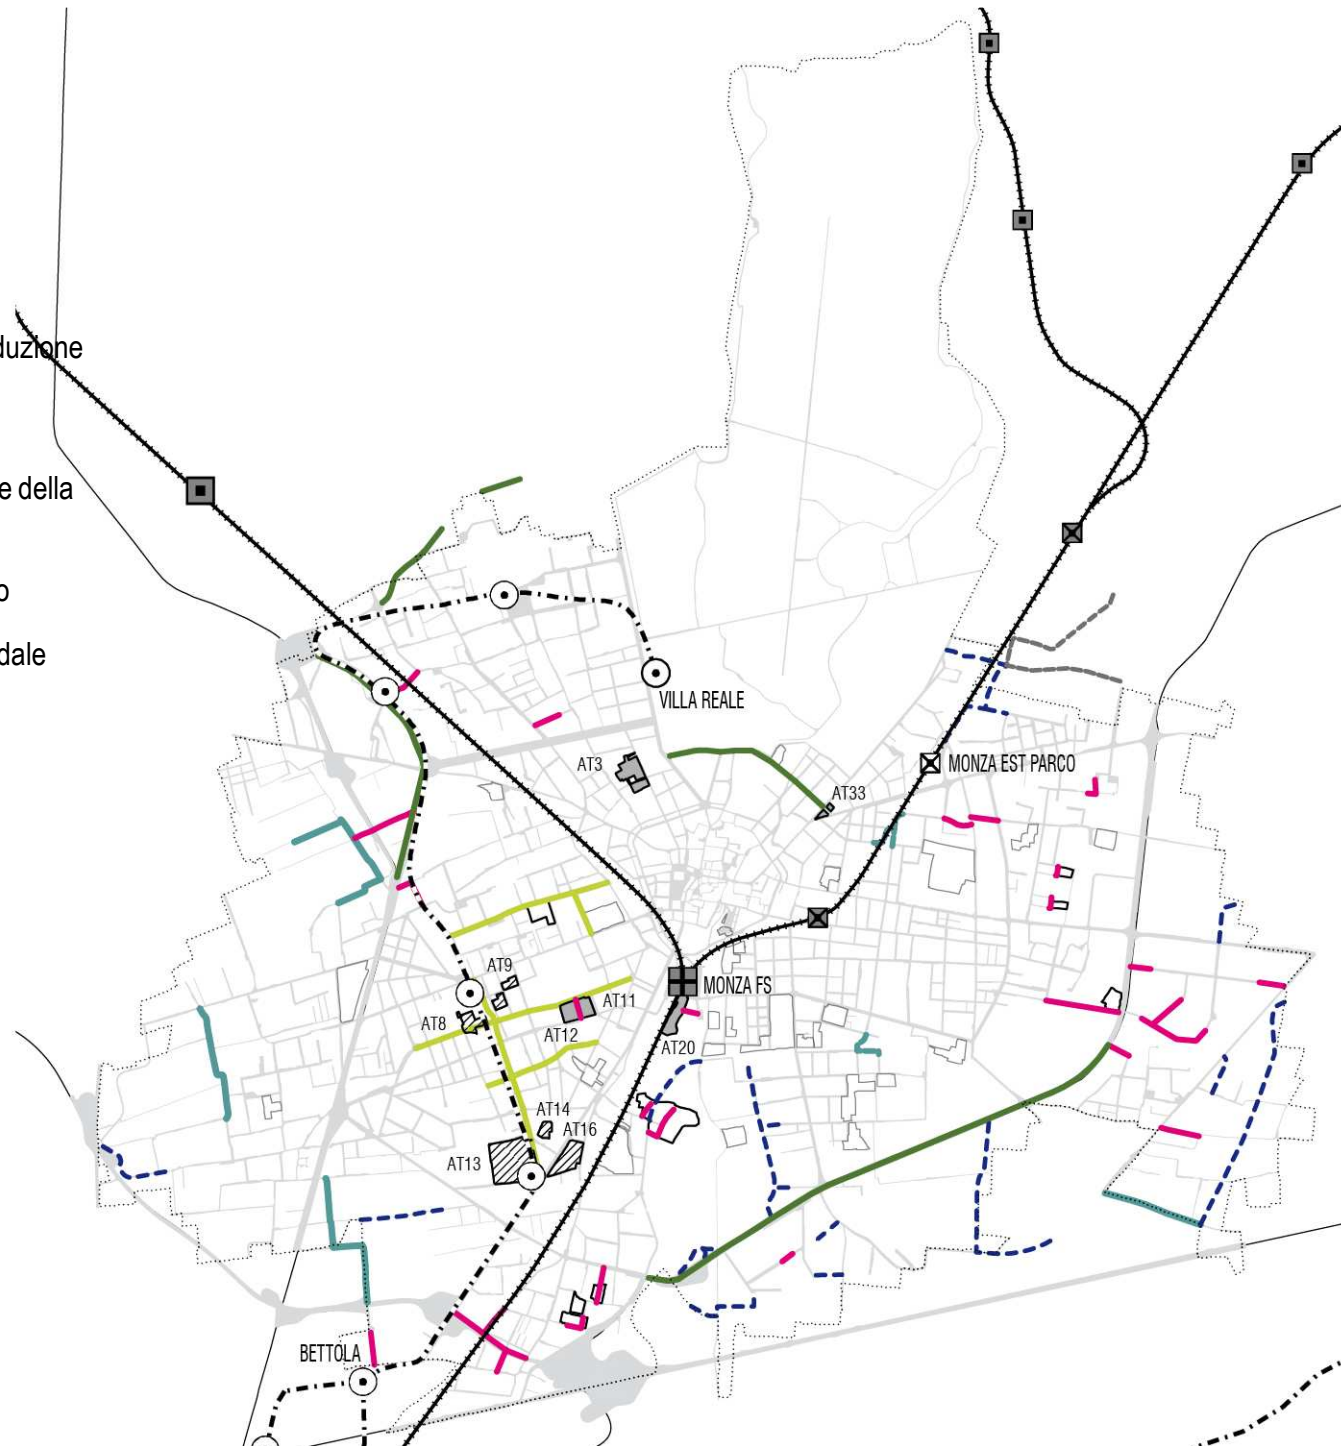 duzione
e della
o
dale
VILLA REALE
AT3
MONZA EST PARCO
AT33
AT9
MONZA FS
AT11
AT8
AT12
AT20
AT14
AT16
AT13
BETTOLA